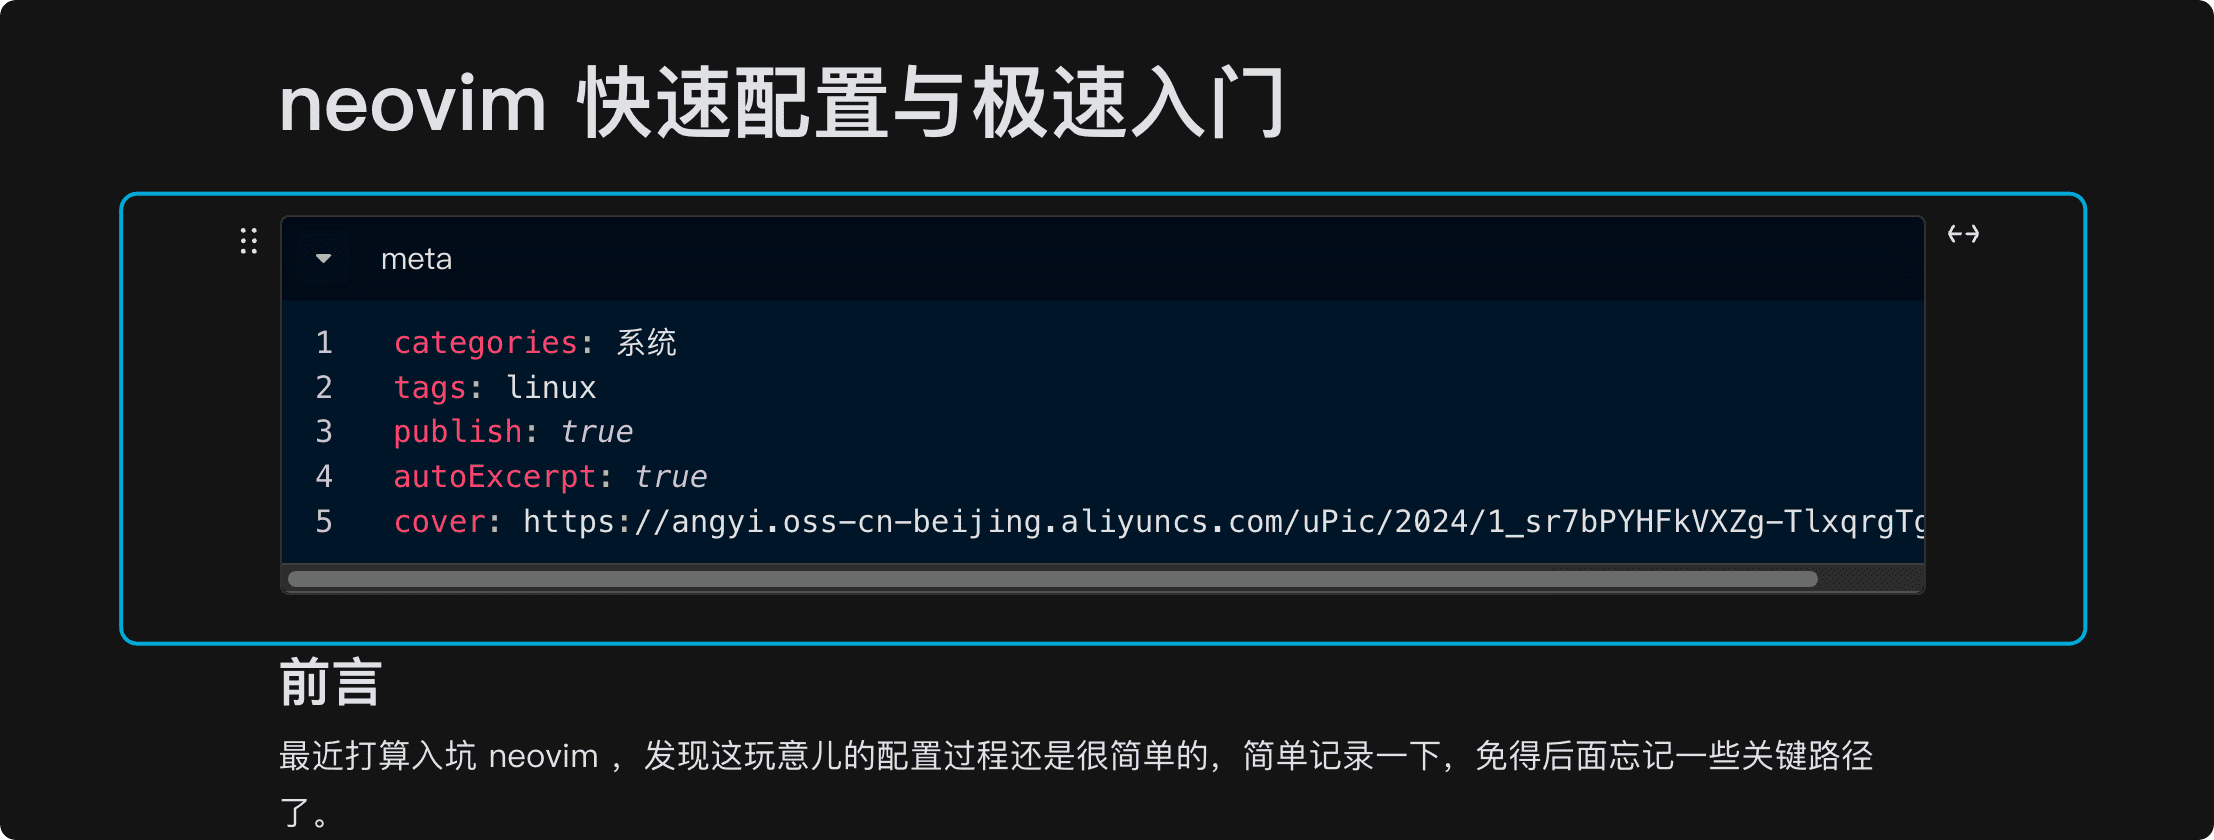 neovim 快速配置与极速入门
meta
1 categories: 系统
2 tags: linux
3 publish: true
4 autoExcerpt: true
5 cover: https://angyi.oss-cn-beijing.aliyuncs.com/uPic/2024/1_sr7bPYHFkVXZg-TlxqrgTg
前言
最近打算入坑 neovim ，发现这玩意儿的配置过程还是很简单的，简单记录一下，免得后面忘记一些关键路径
了。